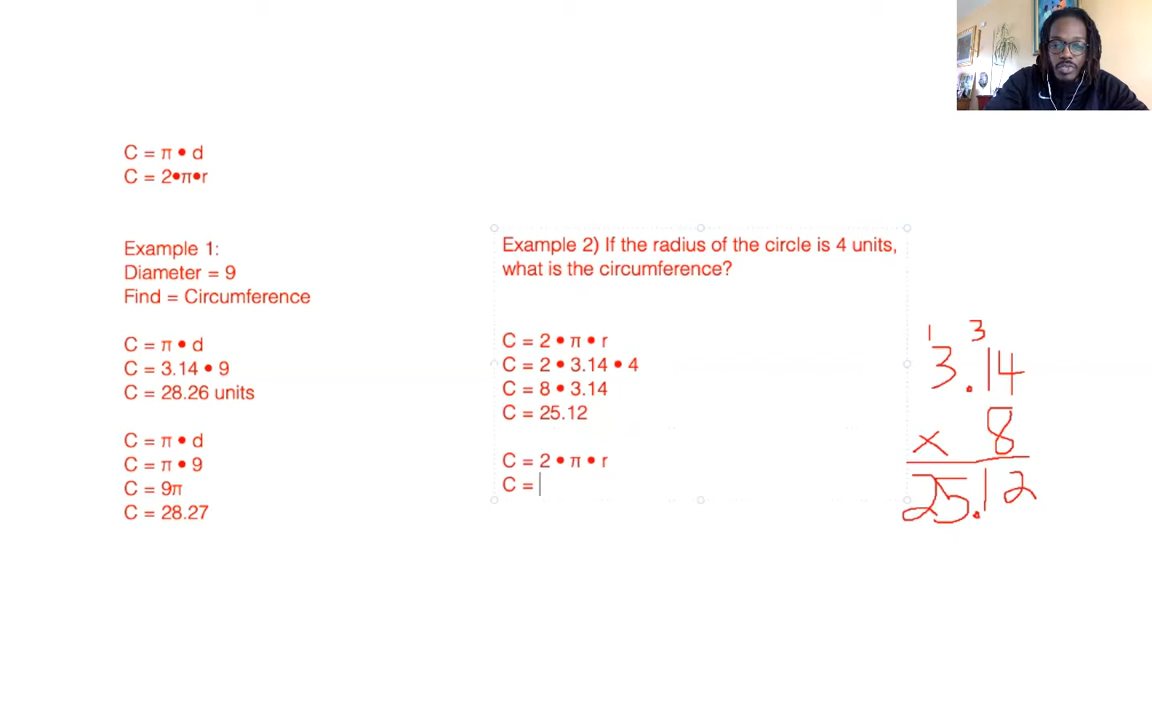 C = π • d
C = 2•π•r
Example 1:
Diameter = 9
Find = Circumference
C = π • d
C = 3.14 • 9
C = 28.26 units
C = π • d
C = π • 9
C = 9π
C = 28.27
Example 2) If the radius of the circle is 4 units,
what is the circumference?
C = 2 • π • r
C = 2 • 3.14 • 4
C = 8 • 3.14
C = 25.12
C = 2 • π • r
C =
1 3
3.14
x 8
25.12